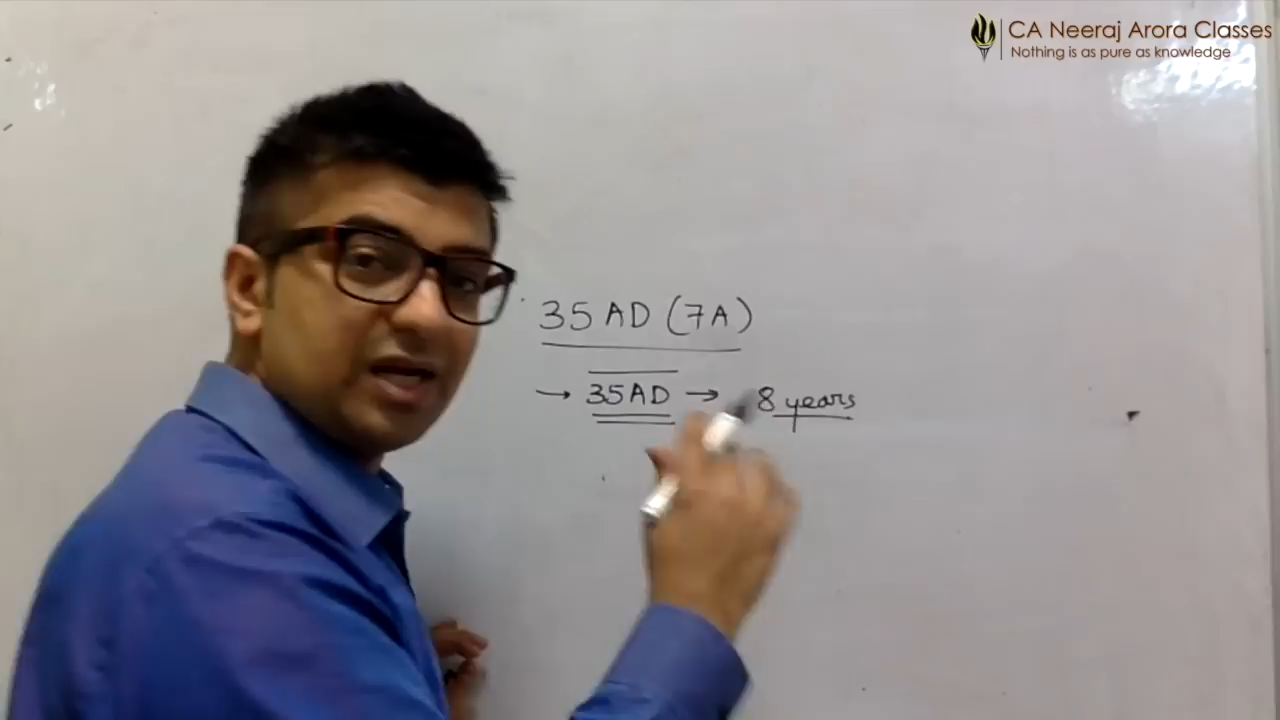 CA Neeraj Arora Classes
Nothing is as pure as knowledge
35 AD (7A)
→ 35AD → 8 years